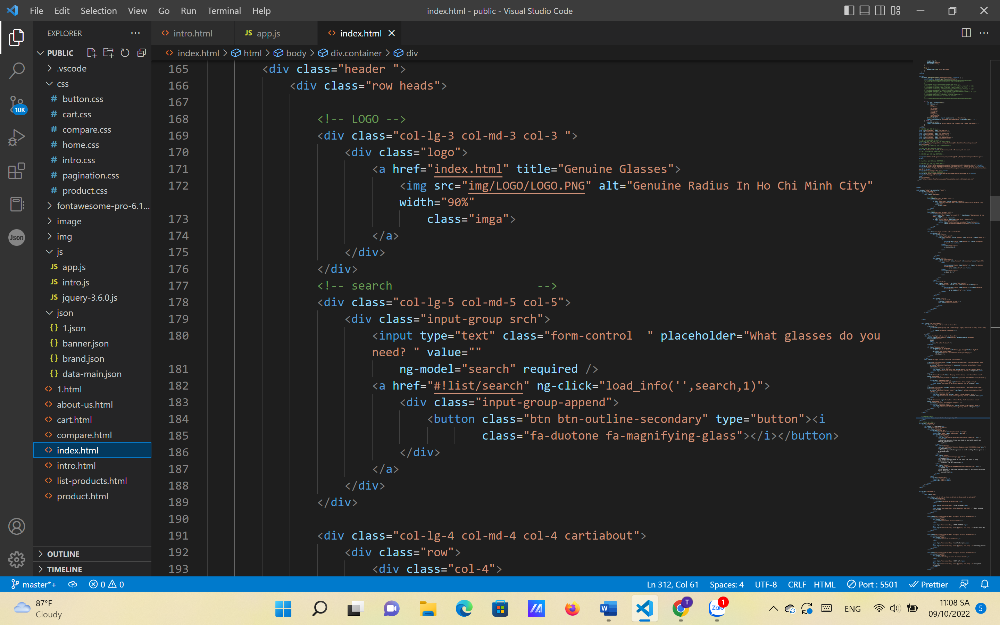 File Edit Selection View Go Run Terminal Help
index.html - public - Visual Studio Code
EXPLORER
intro.html
JS app.js
index.html
PUBLIC
index.html > html > body > div.container > div
.vscode
css
# button.css
# cart.css
# compare.css
# home.css
# intro.css
# pagination.css
# product.css
fontawesome-pro-6.1...
image
img
js
JS app.js
JS intro.js
JS jquery-3.6.0.js
json
{} 1.json
{} banner.json
{} brand.json
{} data-main.json
1.html
about-us.html
cart.html
compare.html
index.html
intro.html
list-products.html
product.html
OUTLINE
TIMELINE
10K
Json
165 <div class="header ">
166 <div class="row heads">
167
168 <!-- LOGO -->
169 <div class="col-lg-3 col-md-3 col-3 ">
170 <div class="logo">
171 <a href="index.html" title="Genuine Glasses">
172 <img src="img/LOGO/LOGO.PNG" alt="Genuine Radius In Ho Chi Minh City"
width="90%"
173 class="imga">
174 </a>
175 </div>
176 </div>
177 <!-- search                     -->
178 <div class="col-lg-5 col-md-5 col-5">
179 <div class="input-group srch">
180 <input type="text" class="form-control  " placeholder="What glasses do you
need? " value=""
181 ng-model="search" required />
182 <a href="#!list/search" ng-click="load_info('',search,1)">
183 <div class="input-group-append">
184 <button class="btn btn-outline-secondary" type="button"><i
185 class="fa-duotone fa-magnifying-glass"></i></button>
186 </div>
187 </a>
188 </div>
189 </div>
190
191 <div class="col-lg-4 col-md-4 col-4 cartiabout">
192 <div class="row">
193 <div class="col-4">
master*+
0 0
Ln 312, Col 61
Spaces: 4
UTF-8
CRLF
HTML
Port : 5501
Prettier
87°F
Cloudy
W
T
Zalo
1
ENG
11:08 SA
09/10/2022
5